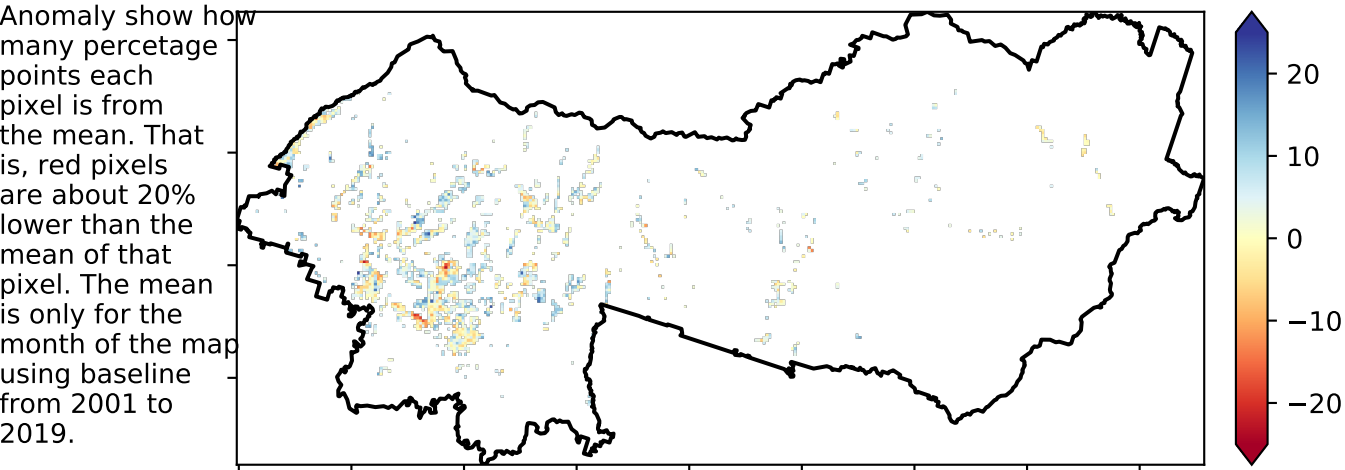 Anomaly show how
many percetage
points each
pixel is from
the mean. That
is, red pixels
are about 20%
lower than the
mean of that
pixel. The mean
is only for the
month of the map
using baseline
from 2001 to
2019.
20
10
0
−10
−20